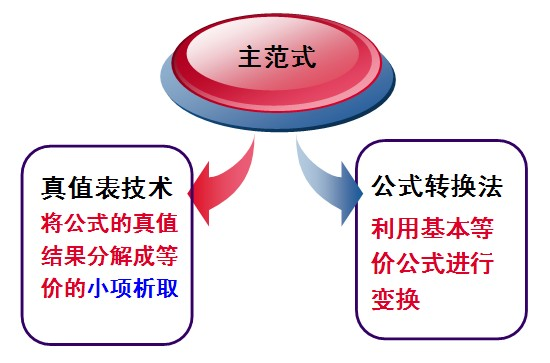 主范式
真值表技术
将公式的真值
结果分解成等
价的小项析取
公式转换法
利用基本等
价公式进行
变换